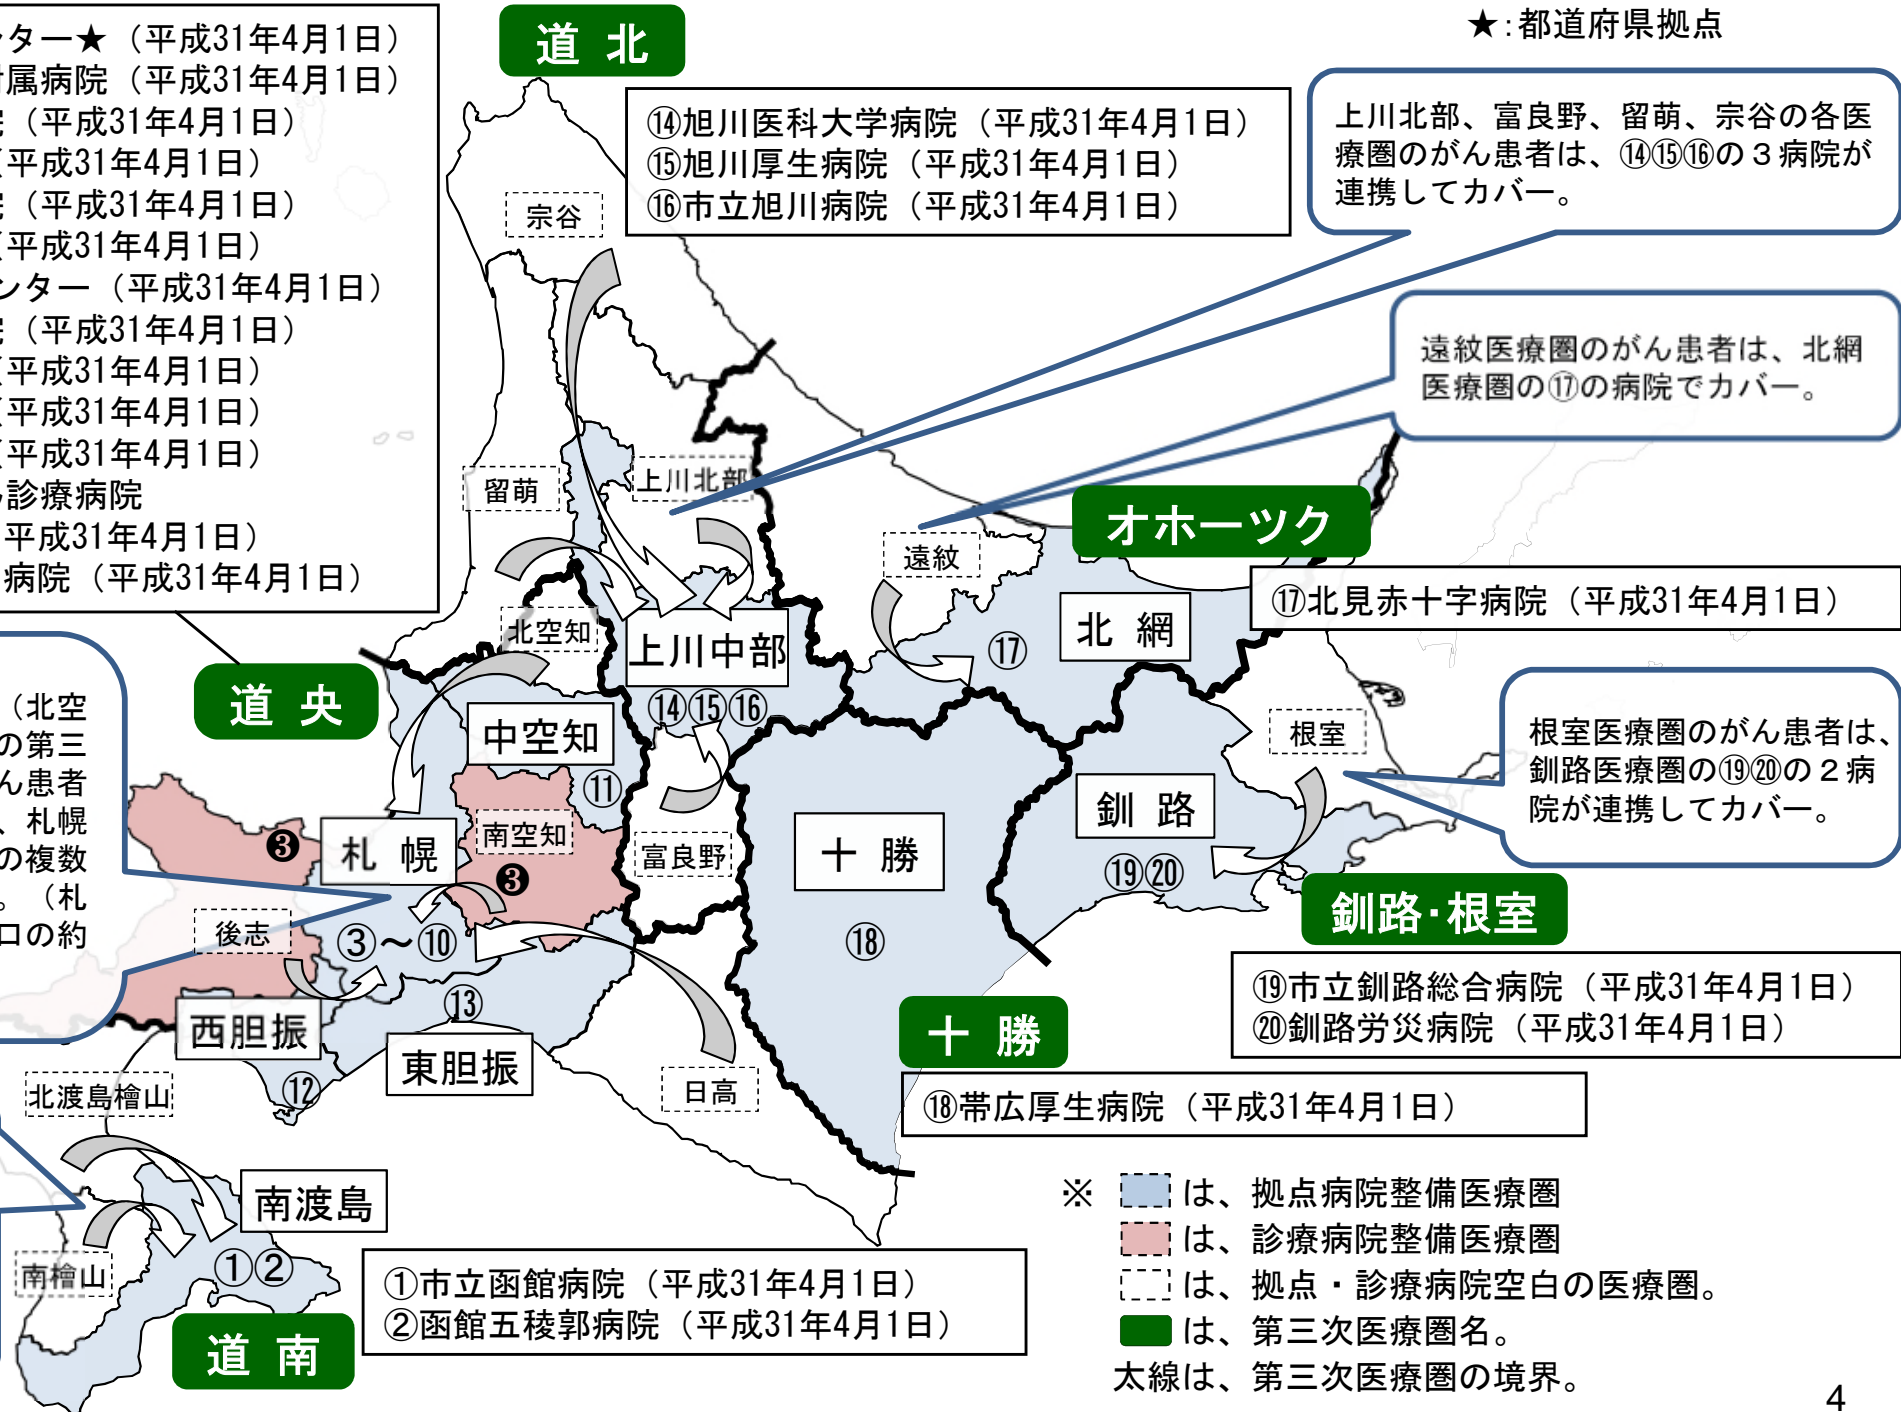 ンター★（平成31年4月1日）
附属病院（平成31年4月1日）
院（平成31年4月1日）
（平成31年4月1日）
院（平成31年4月1日）
（平成31年4月1日）
ンター（平成31年4月1日）
院（平成31年4月1日）
（平成31年4月1日）
（平成31年4月1日）
（平成31年4月1日）
診療病院
平成31年4月1日）
病院（平成31年4月1日）
道 北
★:都道府県拠点
⑭旭川医科大学病院（平成31年4月1日）
⑮旭川厚生病院（平成31年4月1日）
⑯市立旭川病院（平成31年4月1日）
上川北部、富良野、留萌、宗谷の各医
療圏のがん患者は、⑭⑮⑯の３病院が
連携してカバー。
遠紋医療圏のがん患者は、北網
医療圏の⑰の病院でカバー。
宗谷
留萌
上川北部
遠紋
オホーツク
⑰北見赤十字病院（平成31年4月1日）
北空知
上川中部
⑭⑮⑯
⑰
北 網
道 央
（北空
の第三
ん患者
、札幌
の複数
。（札
口の約
中空知
⑪
根室
根室医療圏のがん患者は、
釧路医療圏の⑲⑳の２病
院が連携してカバー。
札 幌
❸
南空知
❸
富良野
十 勝
⑱
釧 路
⑲⑳
釧路･根室
⑲市立釧路総合病院（平成31年4月1日）
⑳釧路労災病院（平成31年4月1日）
後志
③～⑩
西胆振
⑫
⑬
東胆振
日高
十 勝
⑱帯広厚生病院（平成31年4月1日）
北渡島檜山
南渡島
南檜山
①②
①市立函館病院（平成31年4月1日）
②函館五稜郭病院（平成31年4月1日）
道 南
※ は、拠点病院整備医療圏
は、診療病院整備医療圏
は、拠点・診療病院空白の医療圏。
は、第三次医療圏名。
太線は、第三次医療圏の境界。
4